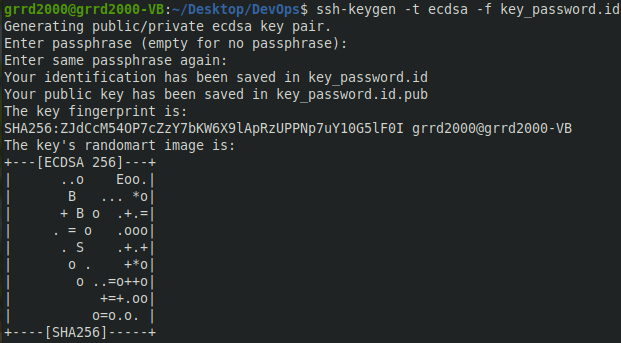 grrd2000@grrd2000-VB:~/Desktop/DevOps$ ssh-keygen -t ecdsa -f key_password.id
Generating public/private ecdsa key pair.
Enter passphrase (empty for no passphrase):
Enter same passphrase again:
Your identification has been saved in key_password.id
Your public key has been saved in key_password.id.pub
The key fingerprint is:
SHA256:ZJdCcM54OP7cZzY7bKW6X9lApRzUPPNp7uY10G5lF0I grrd2000@grrd2000-VB
The key's randomart image is:
+---[ECDSA 256]---+
|      ..o    Eoo.|
|       B   ... *o|
|      + B o  .+.=|
|     . = o   .ooo|
|      . S    .+.+|
|       o .    +*o|
|        o ..=o++o|
|           +=+.oo|
|          o=o.o. |
+----[SHA256]-----+